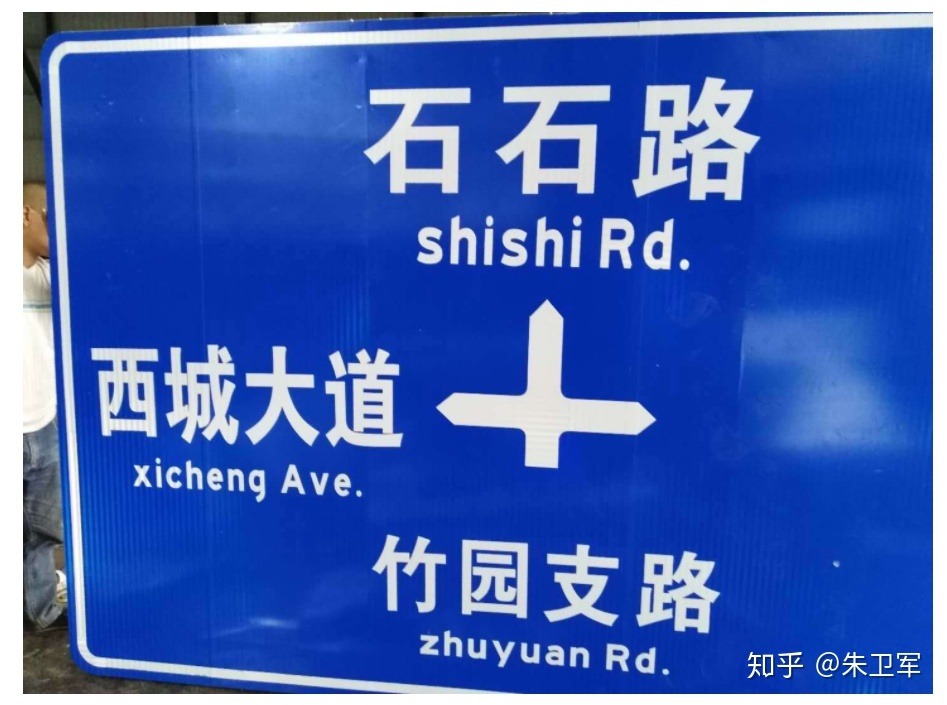 石石路
shishi Rd.
西城大道
xicheng Ave.
竹园支路
zhuyuan Rd.
知乎 @朱卫军